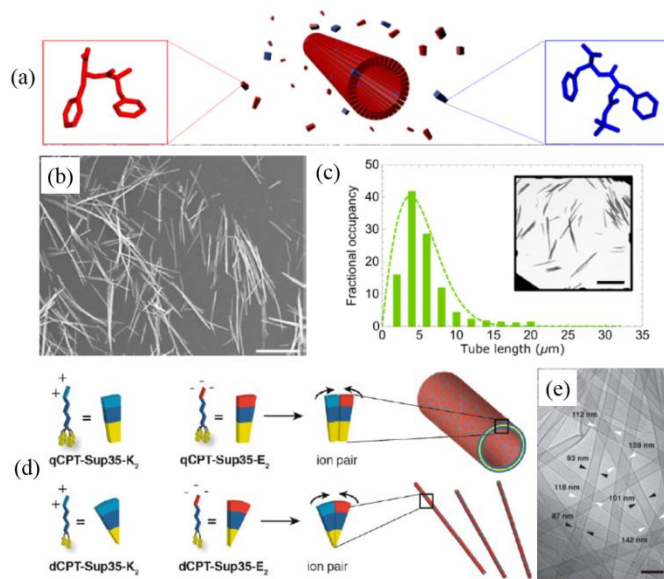 (a)
(b)
(c)
Fractional occupancy
50
40
30
20
10
0
0 5 10 15 20 25 30 35
Tube length (µm)
(d)
+
+
=
qCPT-Sup35-K₂
- - -
=
qCPT-Sup35-E₂
ion pair
+
+
=
dCPT-Sup35-K₂
- - -
=
dCPT-Sup35-E₂
ion pair
(e)
112 nm
139 nm
93 nm
118 nm
101 nm
87 nm
142 nm